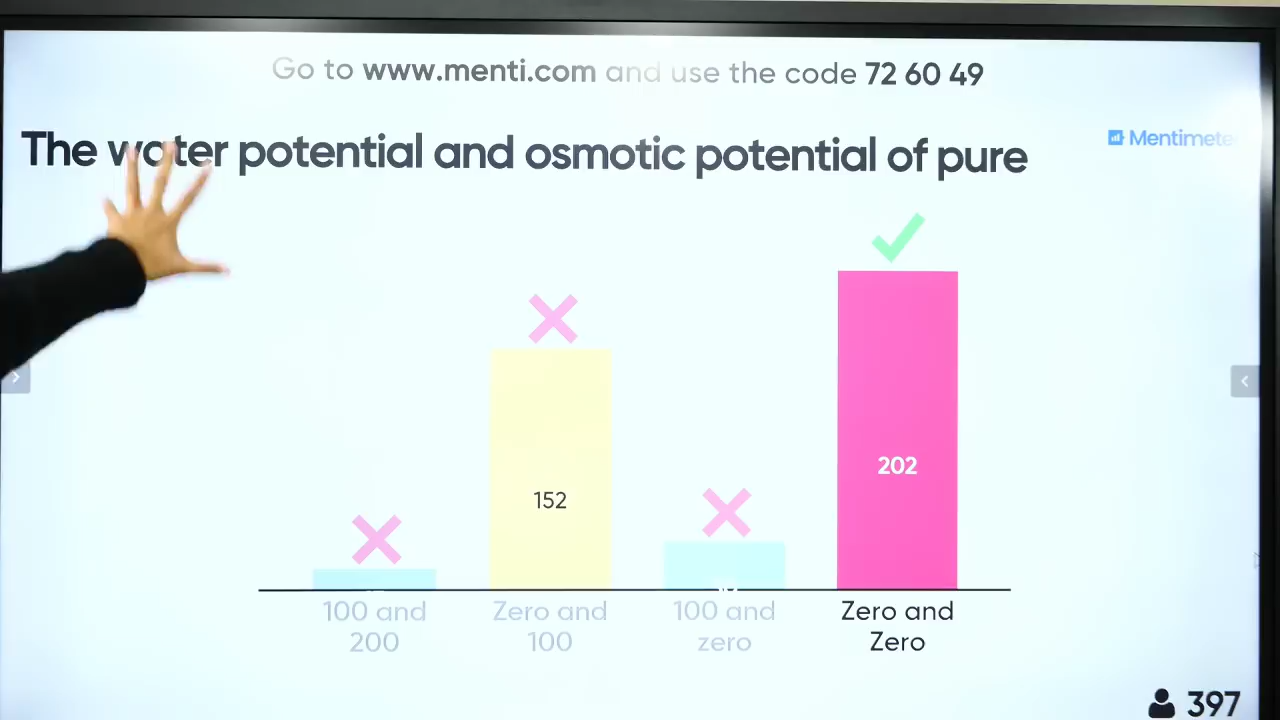 Go to www.menti.com and use the code 72 60 49
The water potential and osmotic potential of pure
Mentimete
152
202
100 and
200
Zero and
100
100 and
zero
Zero and
Zero
397